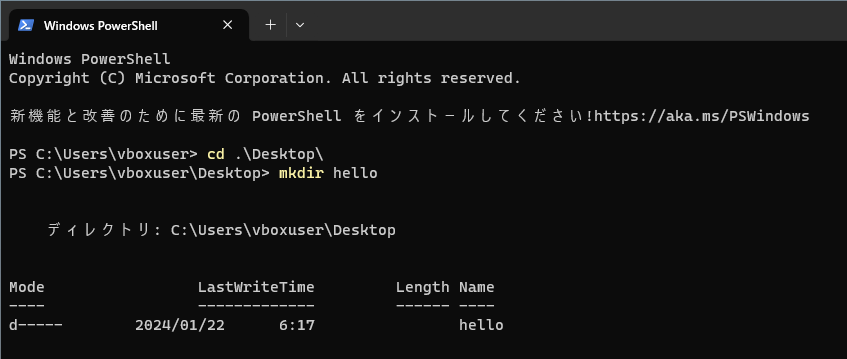 Windows PowerShell
Windows PowerShell
Copyright (C) Microsoft Corporation. All rights reserved.
新機能と改善のために最新の PowerShell をインストールしてください!https://aka.ms/PSWindows
PS C:\Users\vboxuser> cd .\Desktop\
PS C:\Users\vboxuser\Desktop> mkdir hello
ディレクトリ: C:\Users\vboxuser\Desktop
Mode LastWriteTime Length Name
---- ------------- ------ ----
d----- 2024/01/22 6:17 hello